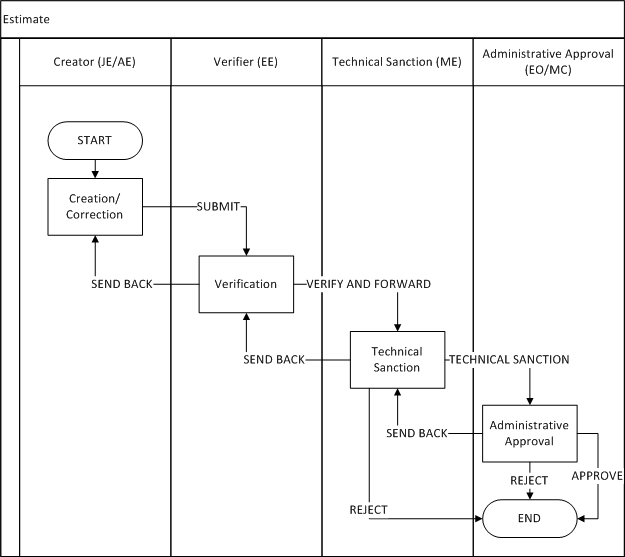 Estimate
Creator (JE/AE)
Verifier (EE)
Technical Sanction (ME)
Administrative Approval
(EO/MC)
START
Creation/
Correction
SUBMIT
SEND BACK
Verification
VERIFY AND FORWARD
SEND BACK
Technical
Sanction
TECHNICAL SANCTION
SEND BACK
Administrative
Approval
REJECT
APPROVE
REJECT
END